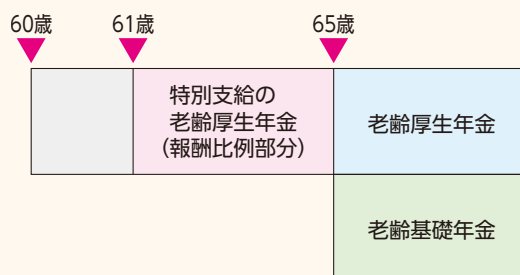 60歳
61歳
65歳
特別支給の
老齢厚生年金
（報酬比例部分）
老齢厚生年金
老齢基礎年金